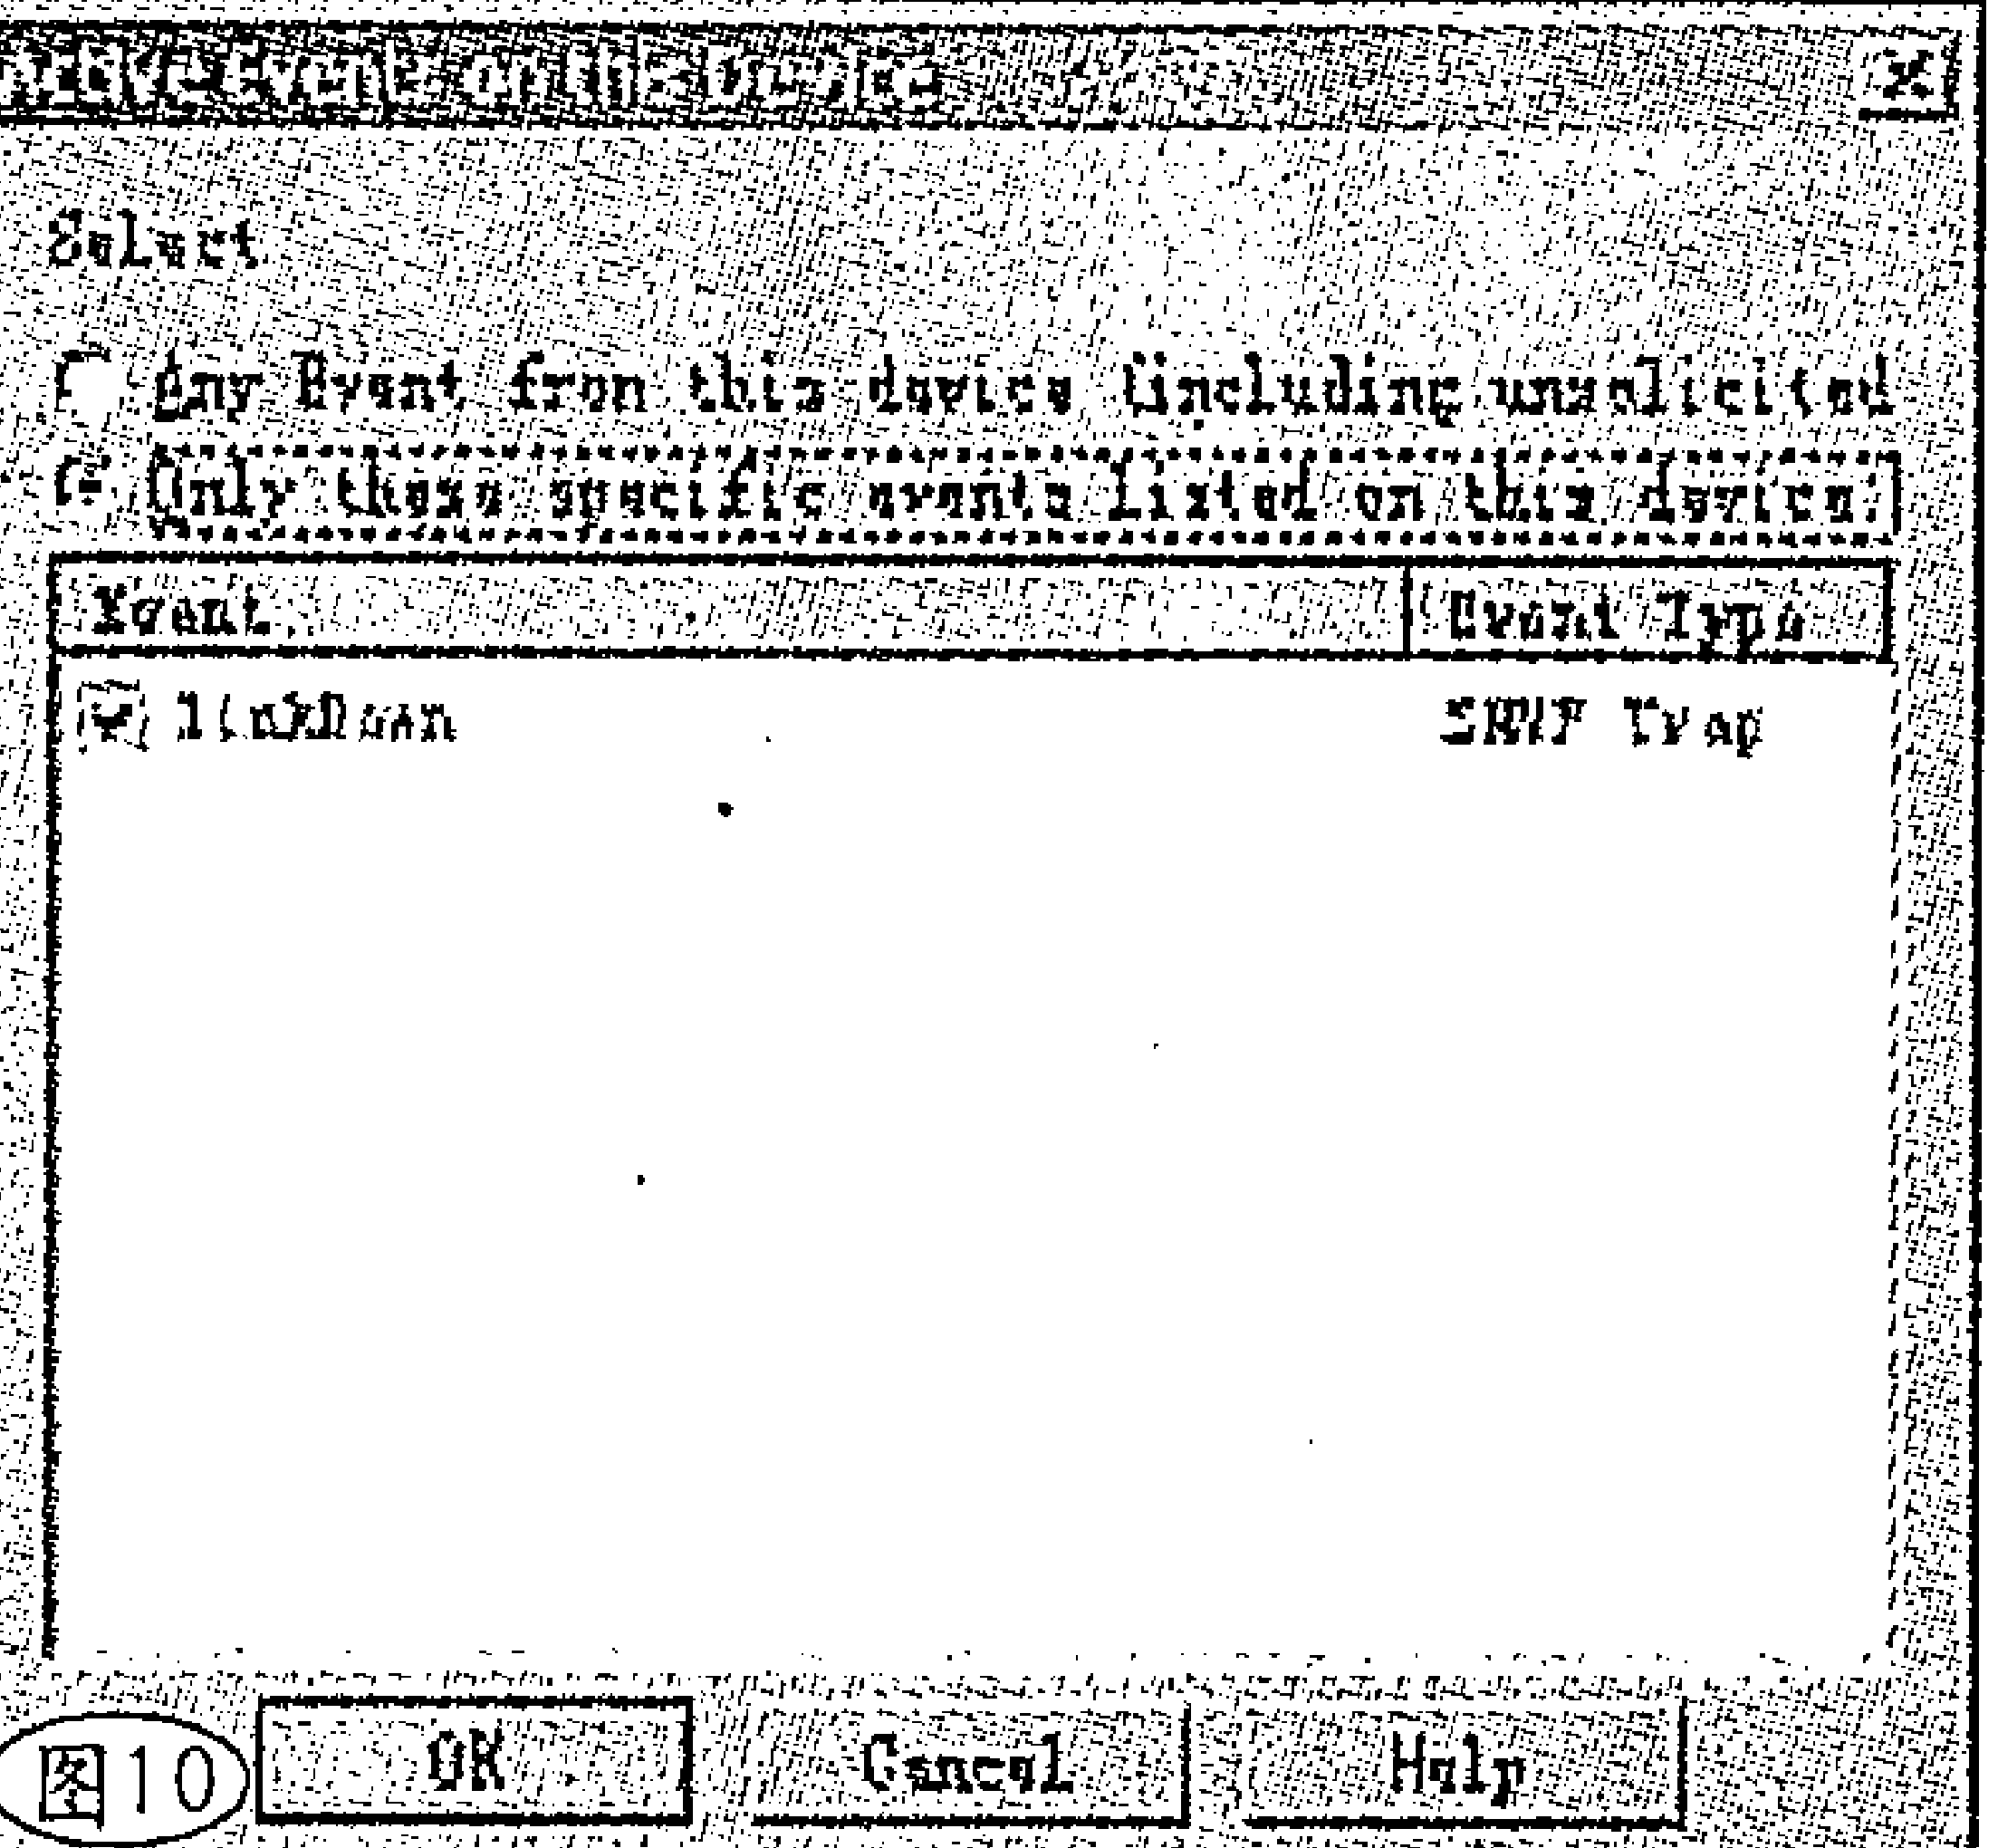 Select
Any Event from this device (including unsolicited
Only these specific events listed on this device:
Event Event Type
linkDown SNMP Trap
OK Cancel Help
图10